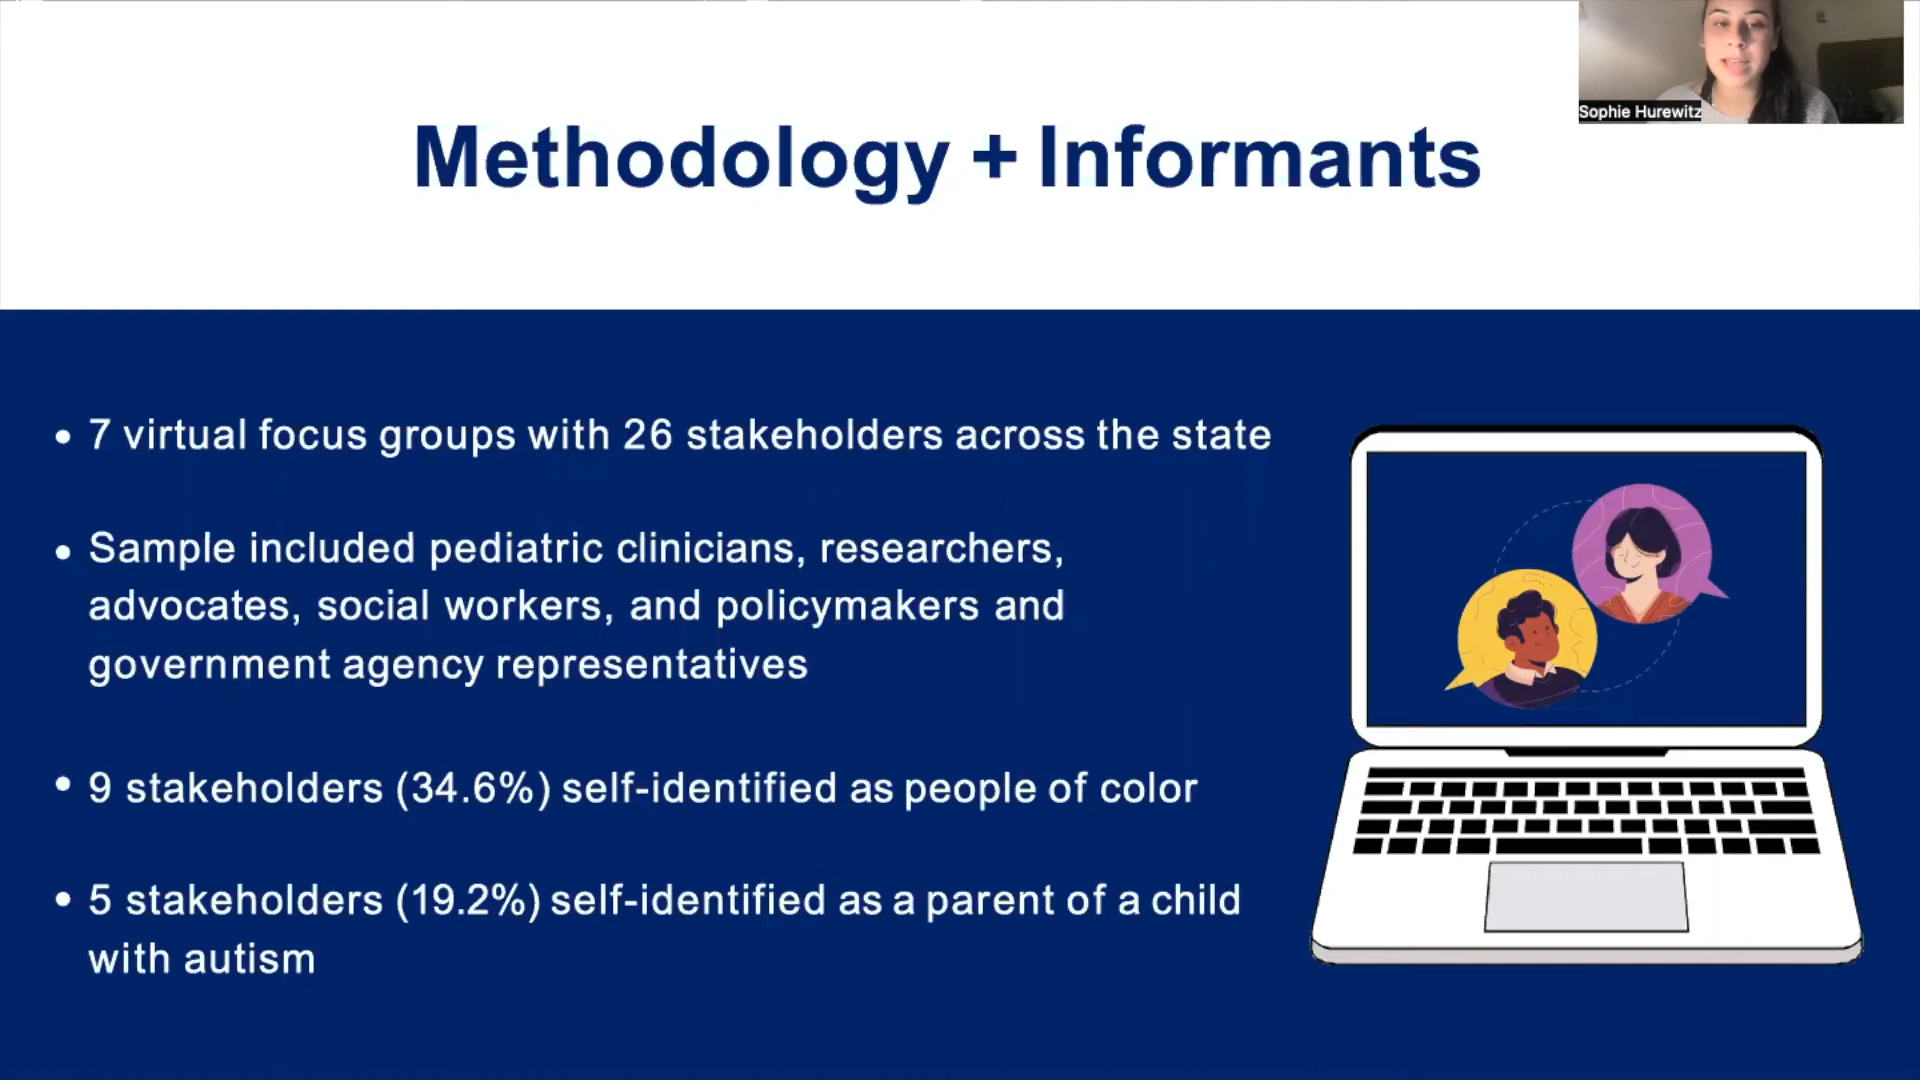 Sophie Hurewitz
Methodology + Informants
• 7 virtual focus groups with 26 stakeholders across the state
• Sample included pediatric clinicians, researchers,
advocates, social workers, and policymakers and
government agency representatives
• 9 stakeholders (34.6%) self-identified as people of color
• 5 stakeholders (19.2%) self-identified as a parent of a child
with autism